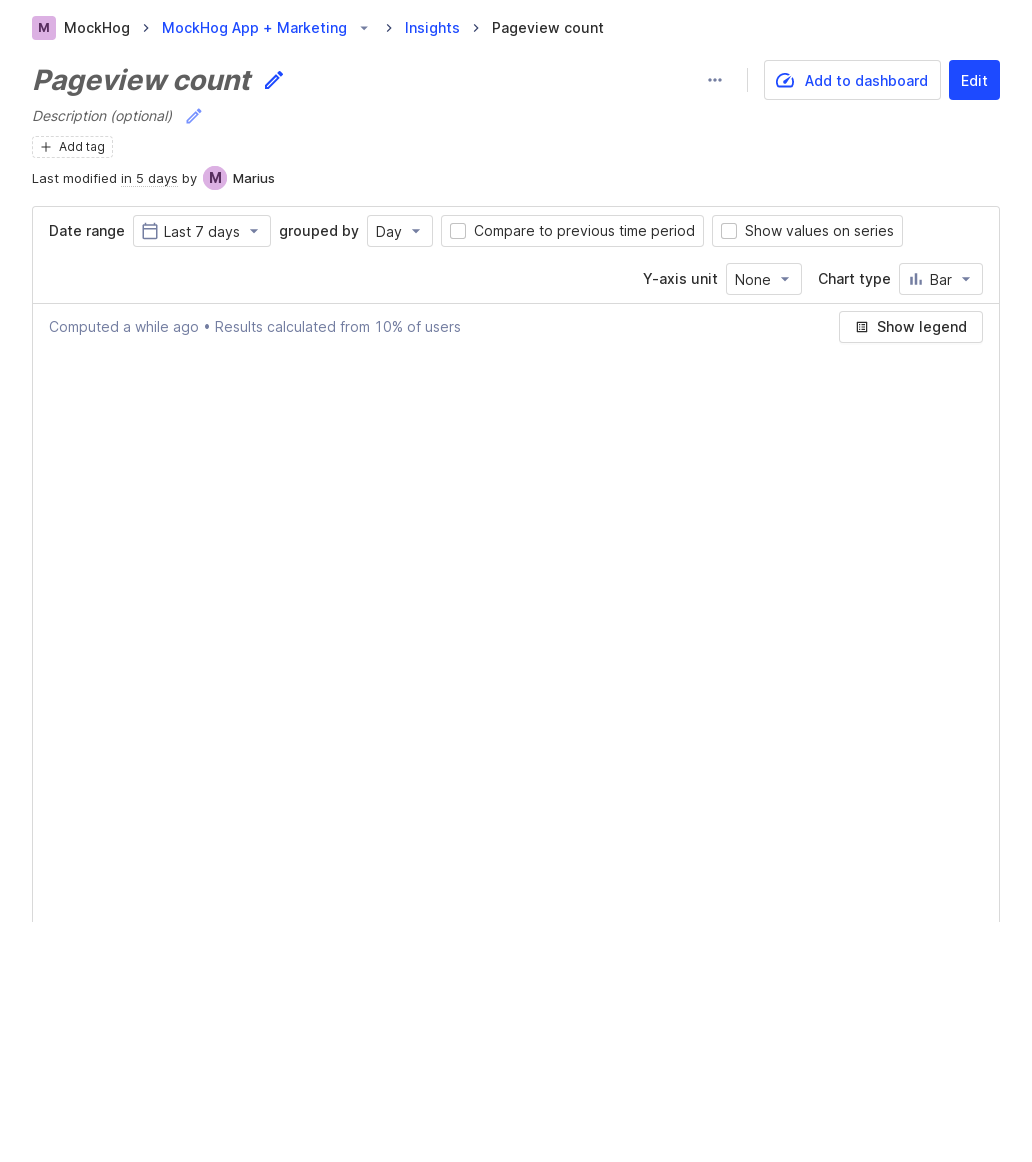 M MockHog MockHog App + Marketing Insights Pageview count
Pageview count
Add to dashboard Edit
Description (optional)
Add tag
Last modified in 5 days by M Marius
Date range Last 7 days grouped by Day Compare to previous time period Show values on series
Y-axis unit None Chart type Bar
Computed a while ago • Results calculated from 10% of users Show legend